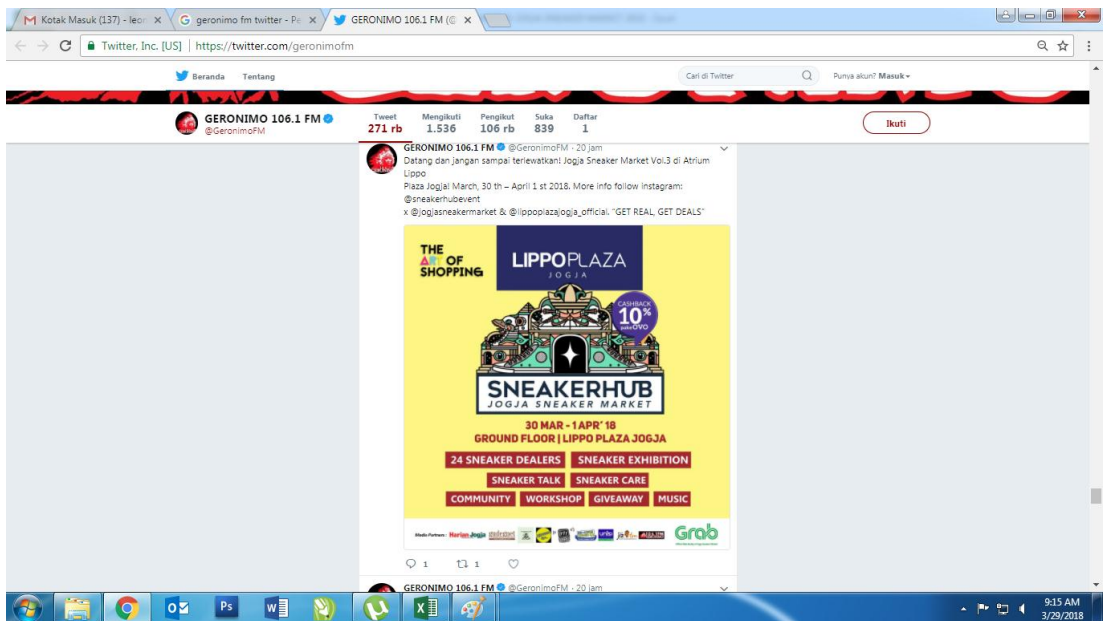 Kotak Masuk (137) - leon
geronimo fm twitter - Pe
GERONIMO 106.1 FM (@
Twitter, Inc. [US] | https://twitter.com/geronimofm
Beranda Tentang
Cari di Twitter
Punya akun? Masuk
GERONIMO 106.1 FM
@GeronimoFM
Tweet Mengikuti Pengikut Suka Daftar
271 rb 1.536 106 rb 839 1
Ikuti
GERONIMO 106.1 FM @GeronimoFM · 20 jam
Datang dan jangan sampai terlewatkan! Jogja Sneaker Market Vol.3 di Atrium
Lippo
Plaza Jogja! March, 30 th – April 1 st 2018. More info follow instagram:
@sneakerhubevent
x @jogjasneakermarket & @lippoplazajogja_official. "GET REAL, GET DEALS"
THE
ART OF
SHOPPING
LIPPO PLAZA
JOGJA
CASHBACK
10%
OVO
SNEAKERHUB
JOGJA SNEAKER MARKET
30 MAR - 1 APR' 18
GROUND FLOOR | LIPPO PLAZA JOGJA
24 SNEAKER DEALERS SNEAKER EXHIBITION
SNEAKER TALK SNEAKER CARE
COMMUNITY WORKSHOP GIVEAWAY MUSIC
Media Partners: Harian Jogja
Grab
1 1
GERONIMO 106.1 FM @GeronimoFM · 20 jam
Ps
9:15 AM
3/29/2018